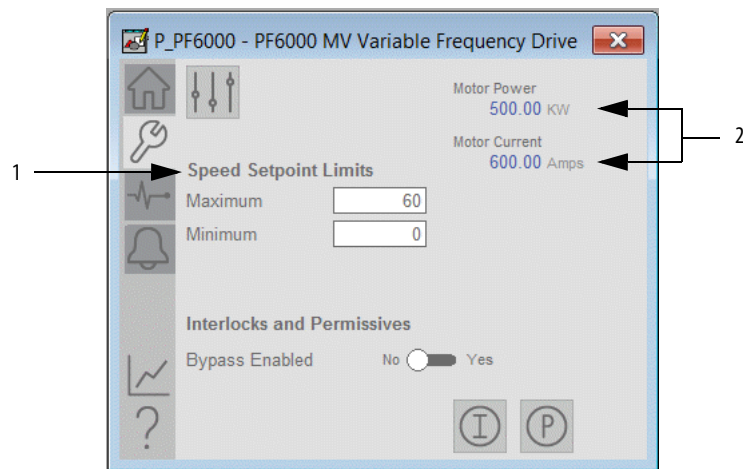 P_PF6000 - PF6000 MV Variable Frequency Drive
Motor Power
500.00 KW
Motor Current
600.00 Amps
2
1
Speed Setpoint Limits
Maximum 60
Minimum 0
Interlocks and Permissives
Bypass Enabled No Yes
?
I P